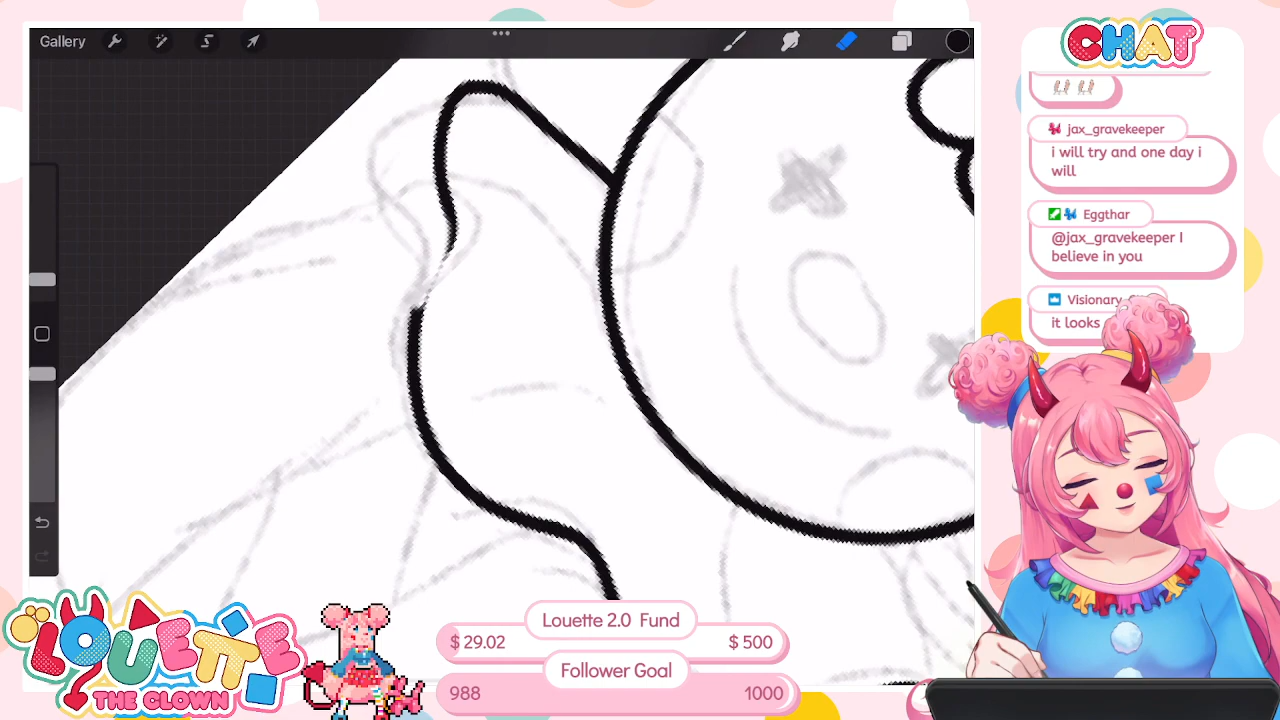 Gallery
CHAT
jax_gravekeeper
i will try and one day i
will
Eggthar
@jax_gravekeeper I
believe in you
Visionary
it looks
LOUETTE
THE CLOWN
Louette 2.0 Fund
$ 29.02
$ 500
Follower Goal
988
1000